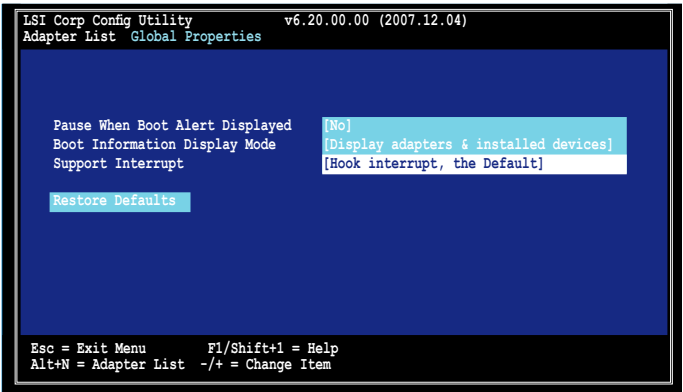 LSI Corp Config Utility v6.20.00.00 (2007.12.04)
Adapter List Global Properties
Pause When Boot Alert Displayed [No]
Boot Information Display Mode [Display adapters & installed devices]
Support Interrupt [Hook interrupt, the Default]
Restore Defaults
Esc = Exit Menu F1/Shift+1 = Help
Alt+N = Adapter List -/+ = Change Item